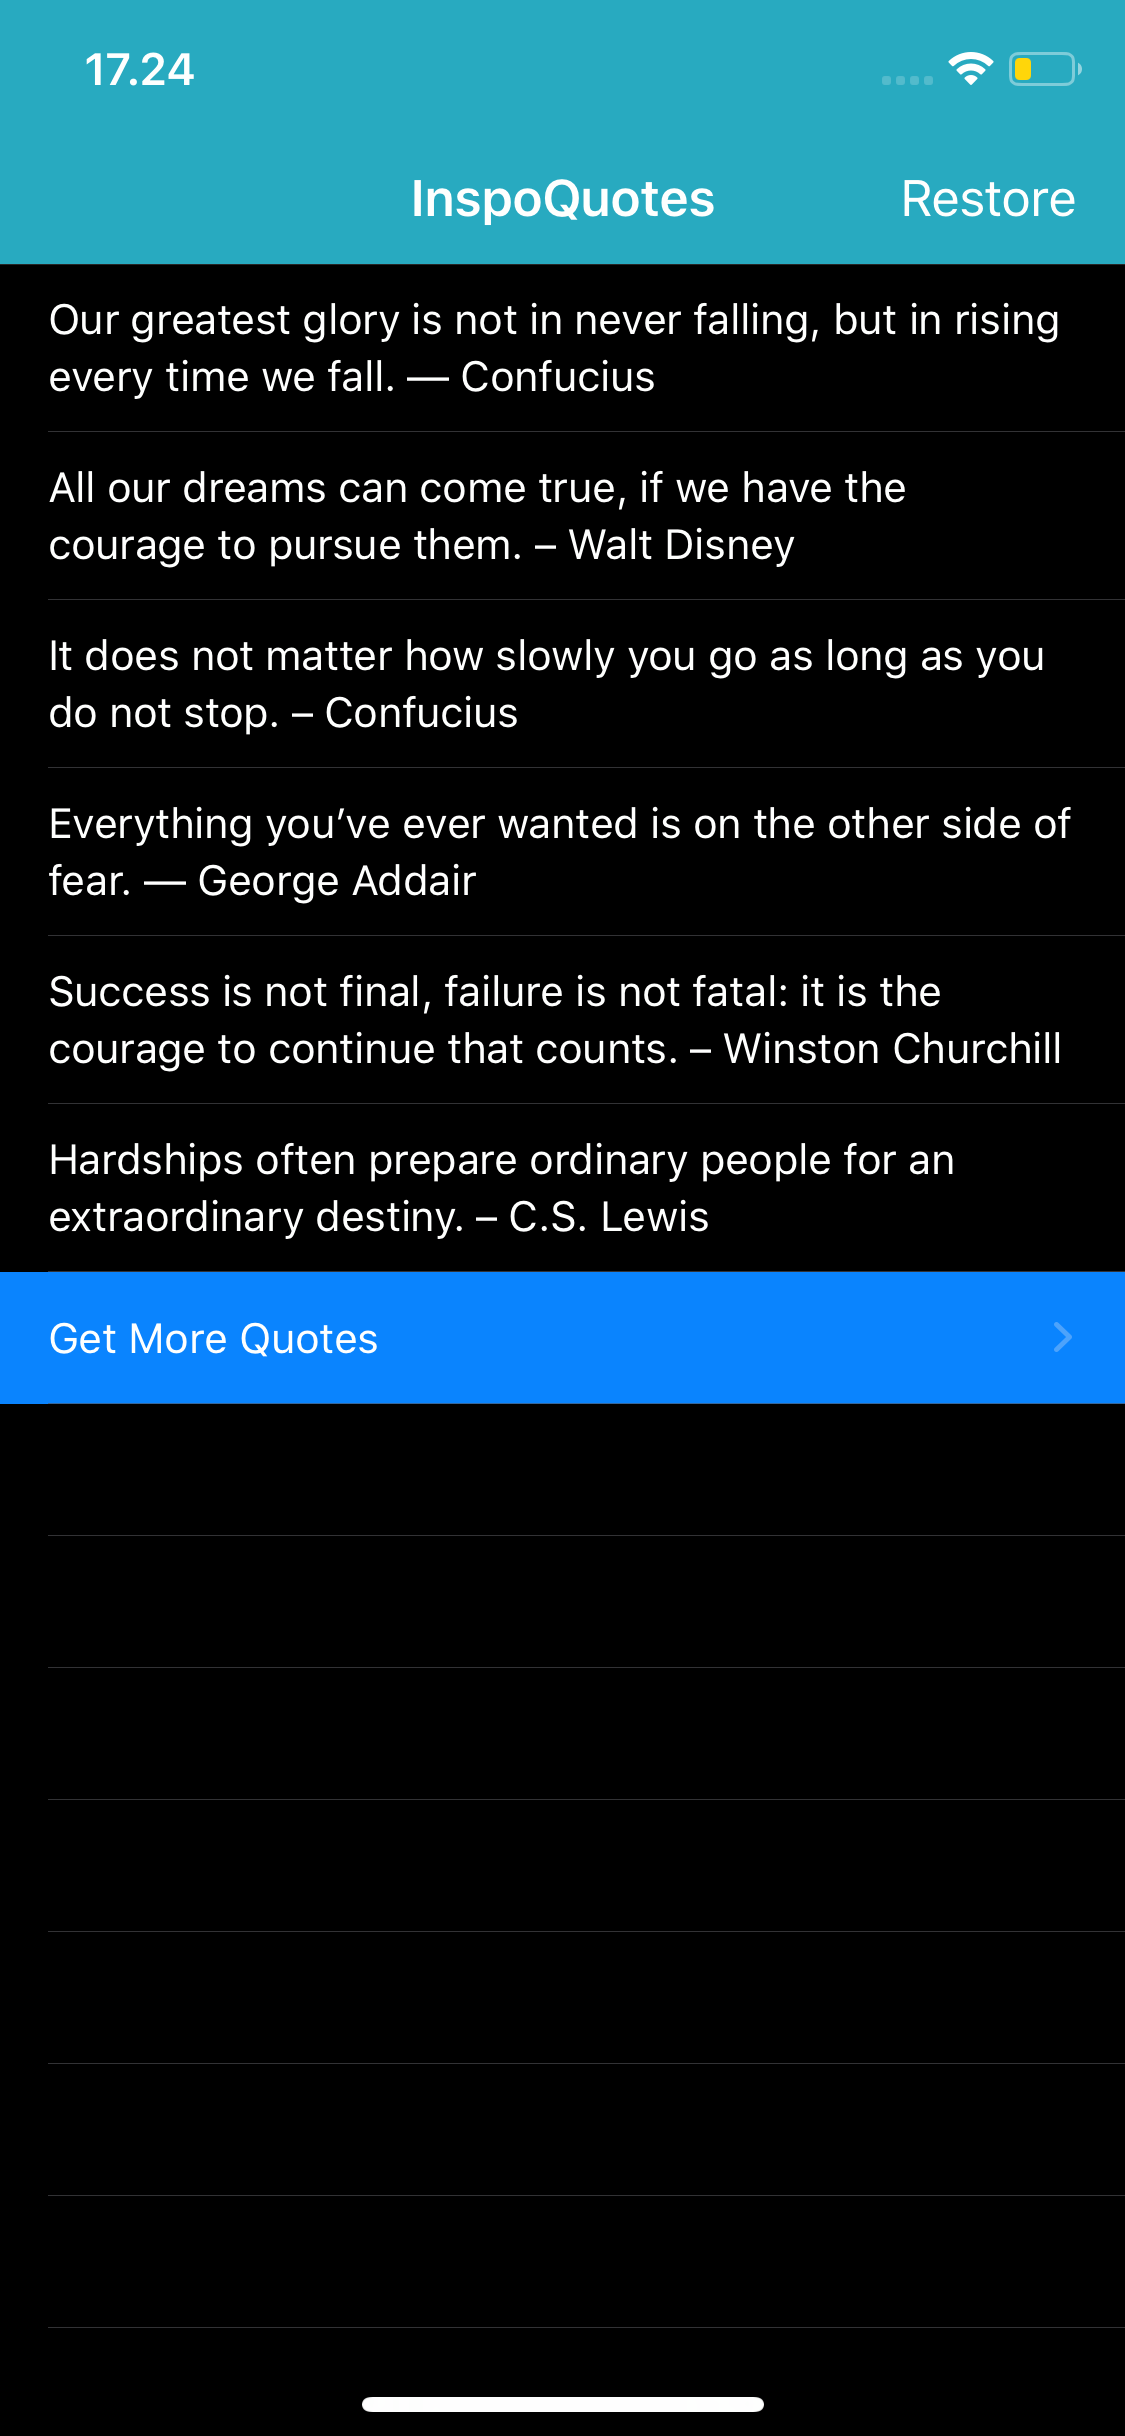 17.24
InspoQuotes
Restore
Our greatest glory is not in never falling, but in rising
every time we fall. — Confucius
All our dreams can come true, if we have the
courage to pursue them. – Walt Disney
It does not matter how slowly you go as long as you
do not stop. – Confucius
Everything you’ve ever wanted is on the other side of
fear. — George Addair
Success is not final, failure is not fatal: it is the
courage to continue that counts. – Winston Churchill
Hardships often prepare ordinary people for an
extraordinary destiny. – C.S. Lewis
Get More Quotes